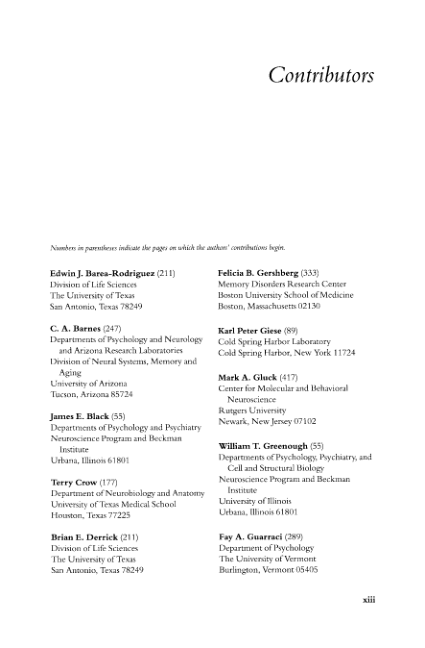 Contributors
Numbers in parentheses indicate the pages on which the authors' contributions begin.
Edwin J. Barea-Rodriguez (211)
Division of Life Sciences
The University of Texas
San Antonio, Texas 78249
C. A. Barnes (247)
Departments of Psychology and Neurology
and Arizona Research Laboratories
Division of Neural Systems, Memory and
Aging
University of Arizona
Tucson, Arizona 85724
James E. Black (55)
Departments of Psychology and Psychiatry
Neuroscience Program and Beckman
Institute
Urbana, Illinois 61801
Terry Crow (177)
Department of Neurobiology and Anatomy
University of Texas Medical School
Houston, Texas 77225
Brian E. Derrick (211)
Division of Life Sciences
The University of Texas
San Antonio, Texas 78249
Felicia B. Gershberg (333)
Memory Disorders Research Center
Boston University School of Medicine
Boston, Massachusetts 02130
Karl Peter Giese (89)
Cold Spring Harbor Laboratory
Cold Spring Harbor, New York 11724
Mark A. Gluck (417)
Center for Molecular and Behavioral
Neuroscience
Rutgers University
Newark, New Jersey 07102
William T. Greenough (55)
Departments of Psychology, Psychiatry, and
Cell and Structural Biology
Neuroscience Program and Beckman
Institute
University of Illinois
Urbana, Illinois 61801
Fay A. Guarraci (289)
Department of Psychology
The University of Vermont
Burlington, Vermont 05405
xiii